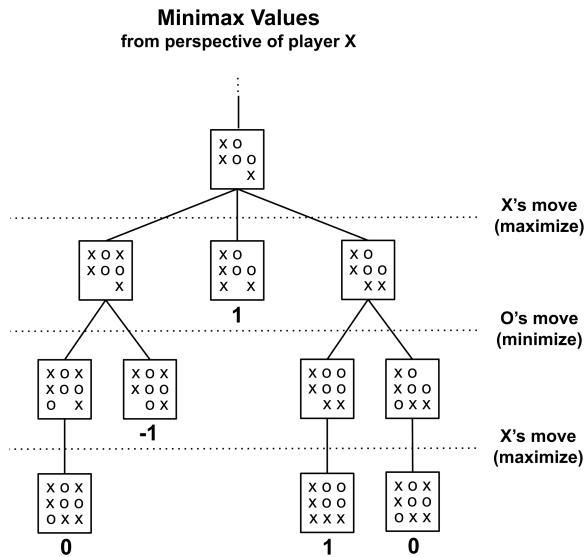 Minimax Values
from perspective of player X
X O
X O O
X
X's move
(maximize)
X O X
X O O
X
X O
X O O
X X
X O
X O O
X X
1
O's move
(minimize)
X O X
X O O
O X
X O X
X O O
O X
X O O
X O O
X X
X O
X O O
O X X
-1
X's move
(maximize)
X O X
X O O
O X X
X O O
X O O
X X X
X O X
X O O
O X X
0
1
0